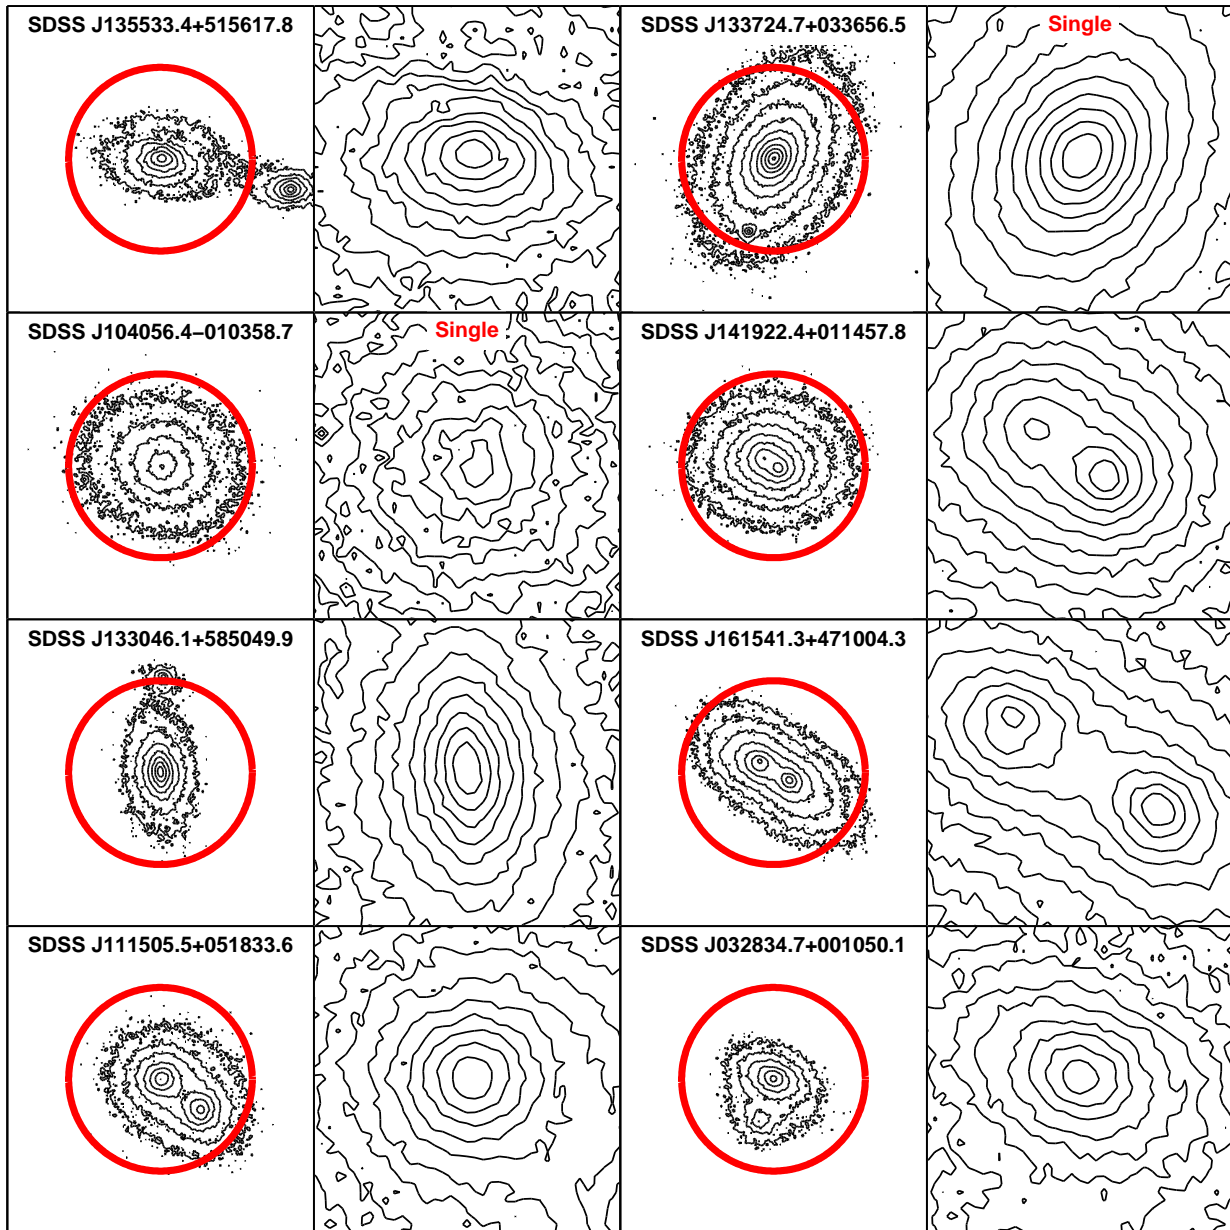 SDSS J135533.4+515617.8
SDSS J133724.7+033656.5
Single
SDSS J104056.4−010358.7
Single
SDSS J141922.4+011457.8
SDSS J133046.1+585049.9
SDSS J161541.3+471004.3
SDSS J111505.5+051833.6
SDSS J032834.7+001050.1